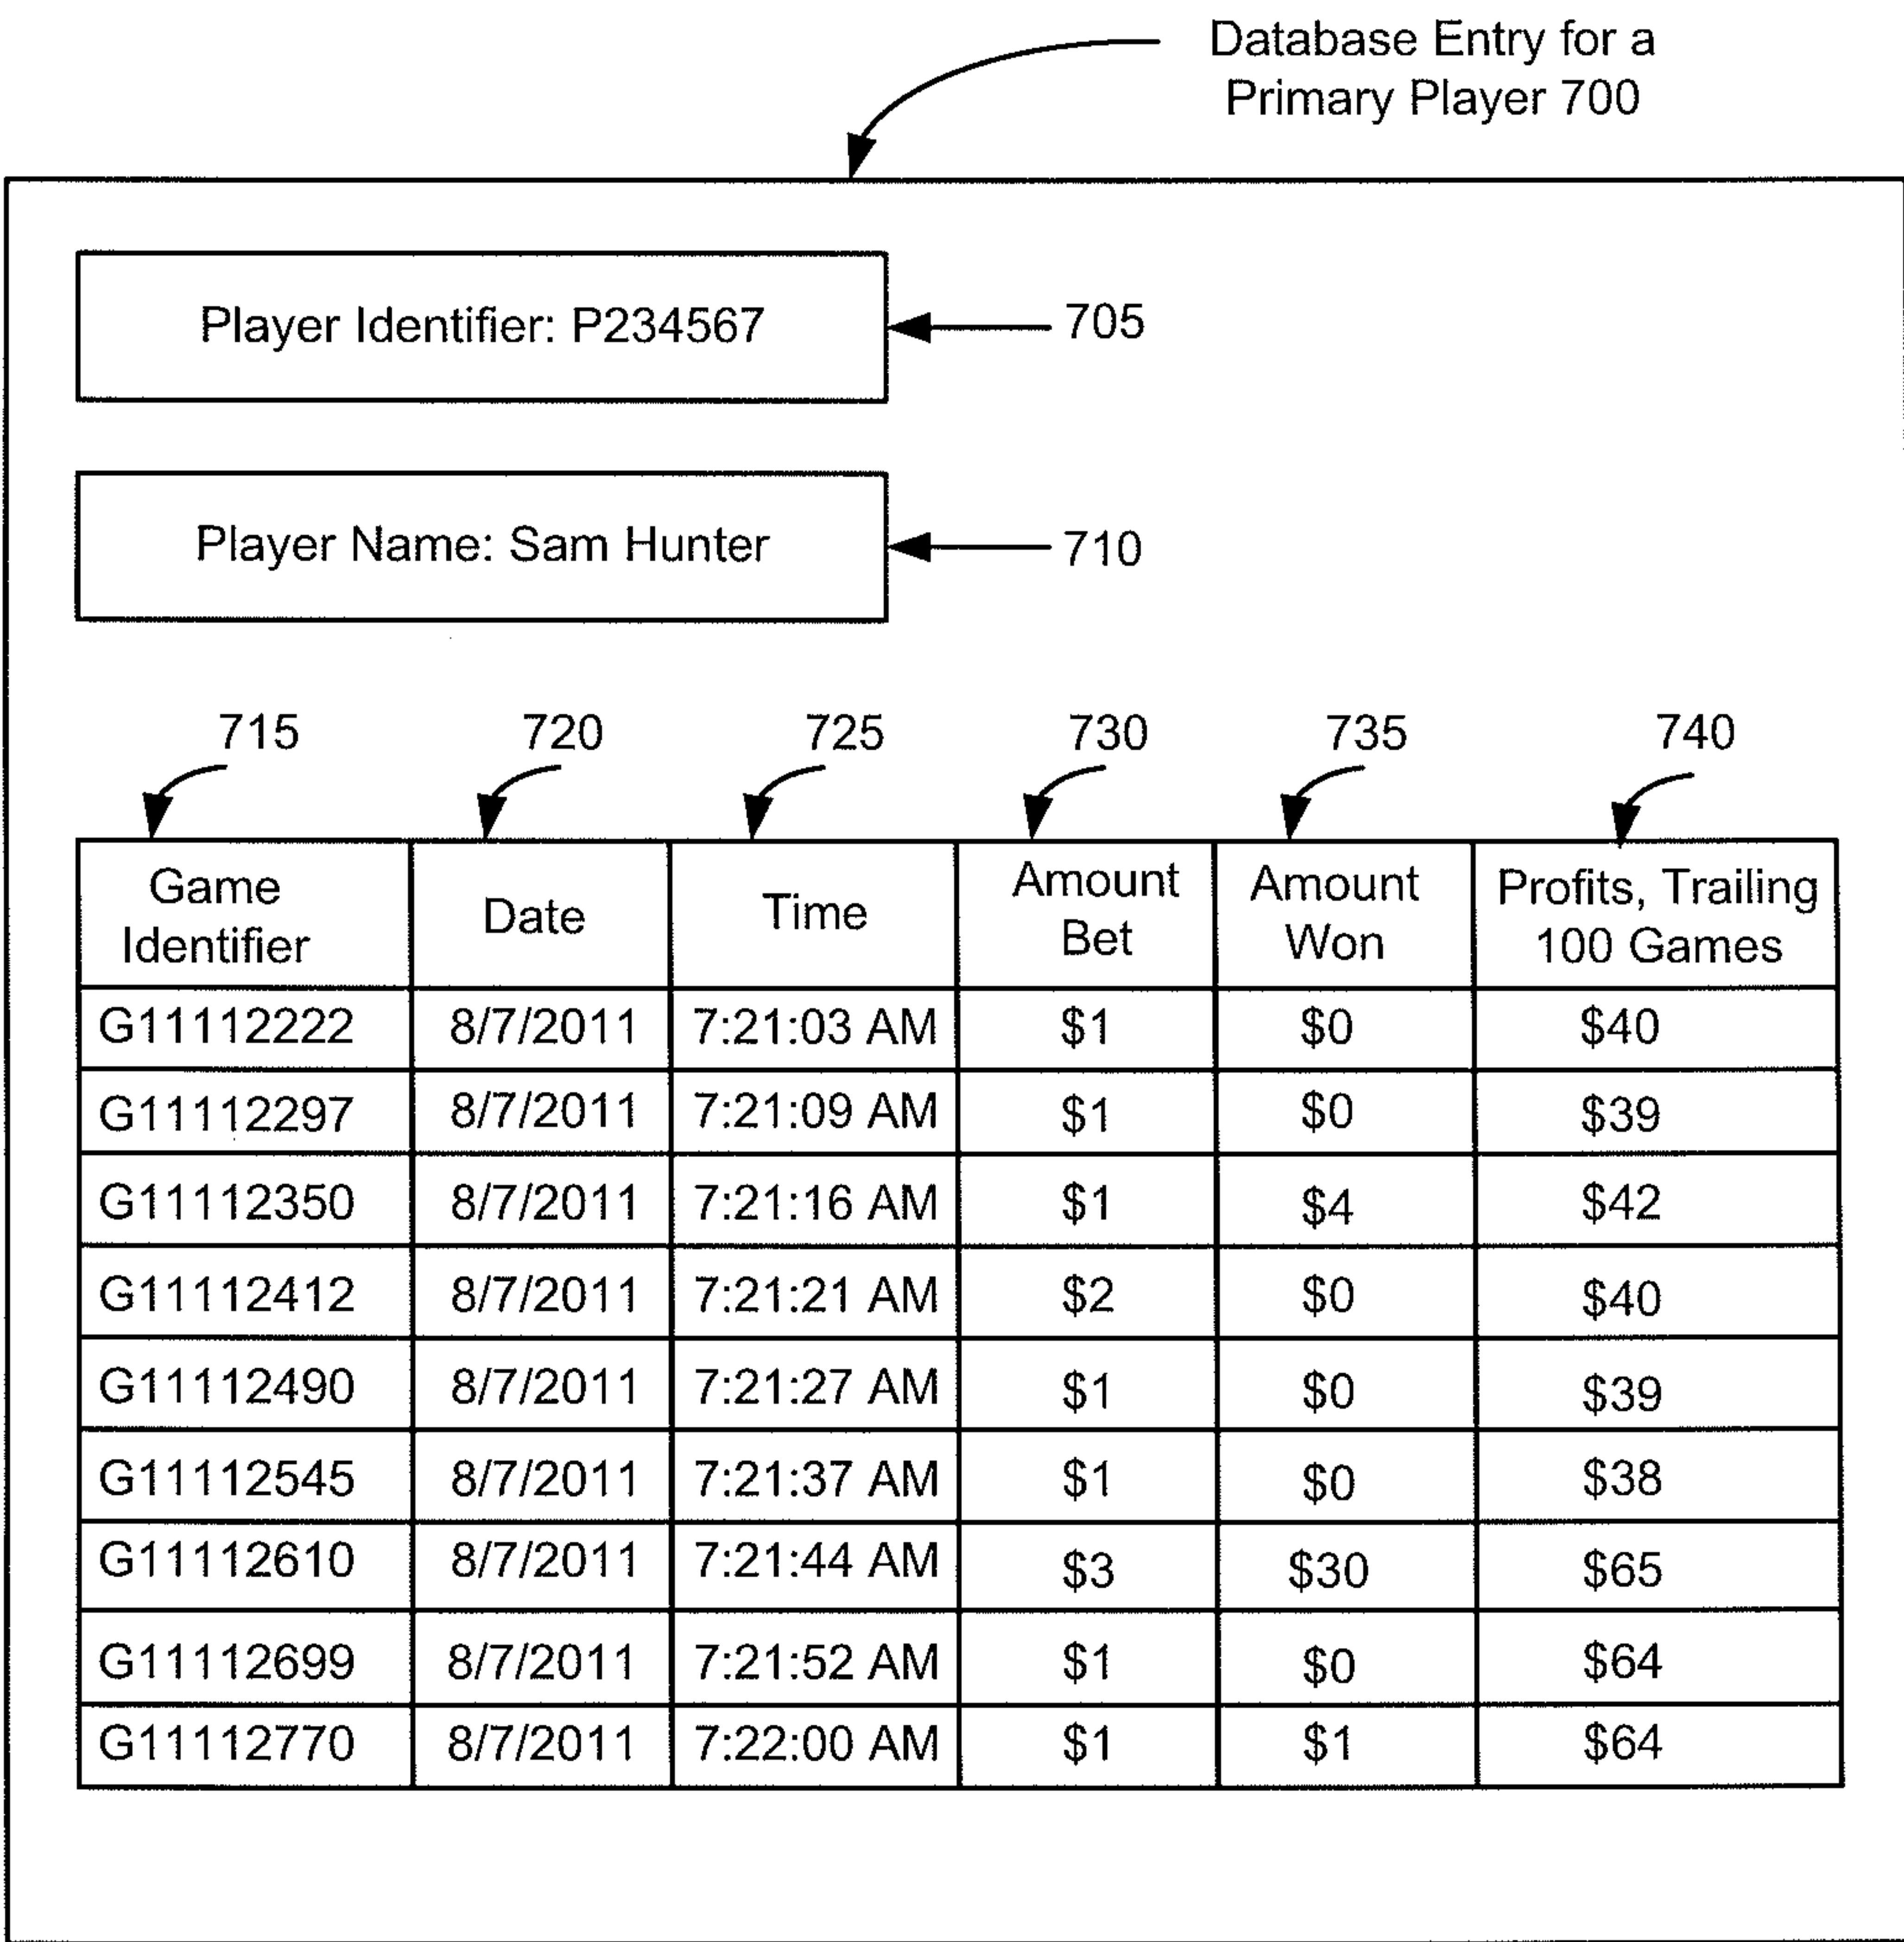 Database Entry for a
Primary Player 700
Player Identifier: P234567
705
Player Name: Sam Hunter
710
715 720 725 730 735 740
Game Identifier Date Time Amount Bet Amount Won Profits, Trailing 100 Games
G11112222 8/7/2011 7:21:03 AM $1 $0 $40
G11112297 8/7/2011 7:21:09 AM $1 $0 $39
G11112350 8/7/2011 7:21:16 AM $1 $4 $42
G11112412 8/7/2011 7:21:21 AM $2 $0 $40
G11112490 8/7/2011 7:21:27 AM $1 $0 $39
G11112545 8/7/2011 7:21:37 AM $1 $0 $38
G11112610 8/7/2011 7:21:44 AM $3 $30 $65
G11112699 8/7/2011 7:21:52 AM $1 $0 $64
G11112770 8/7/2011 7:22:00 AM $1 $1 $64